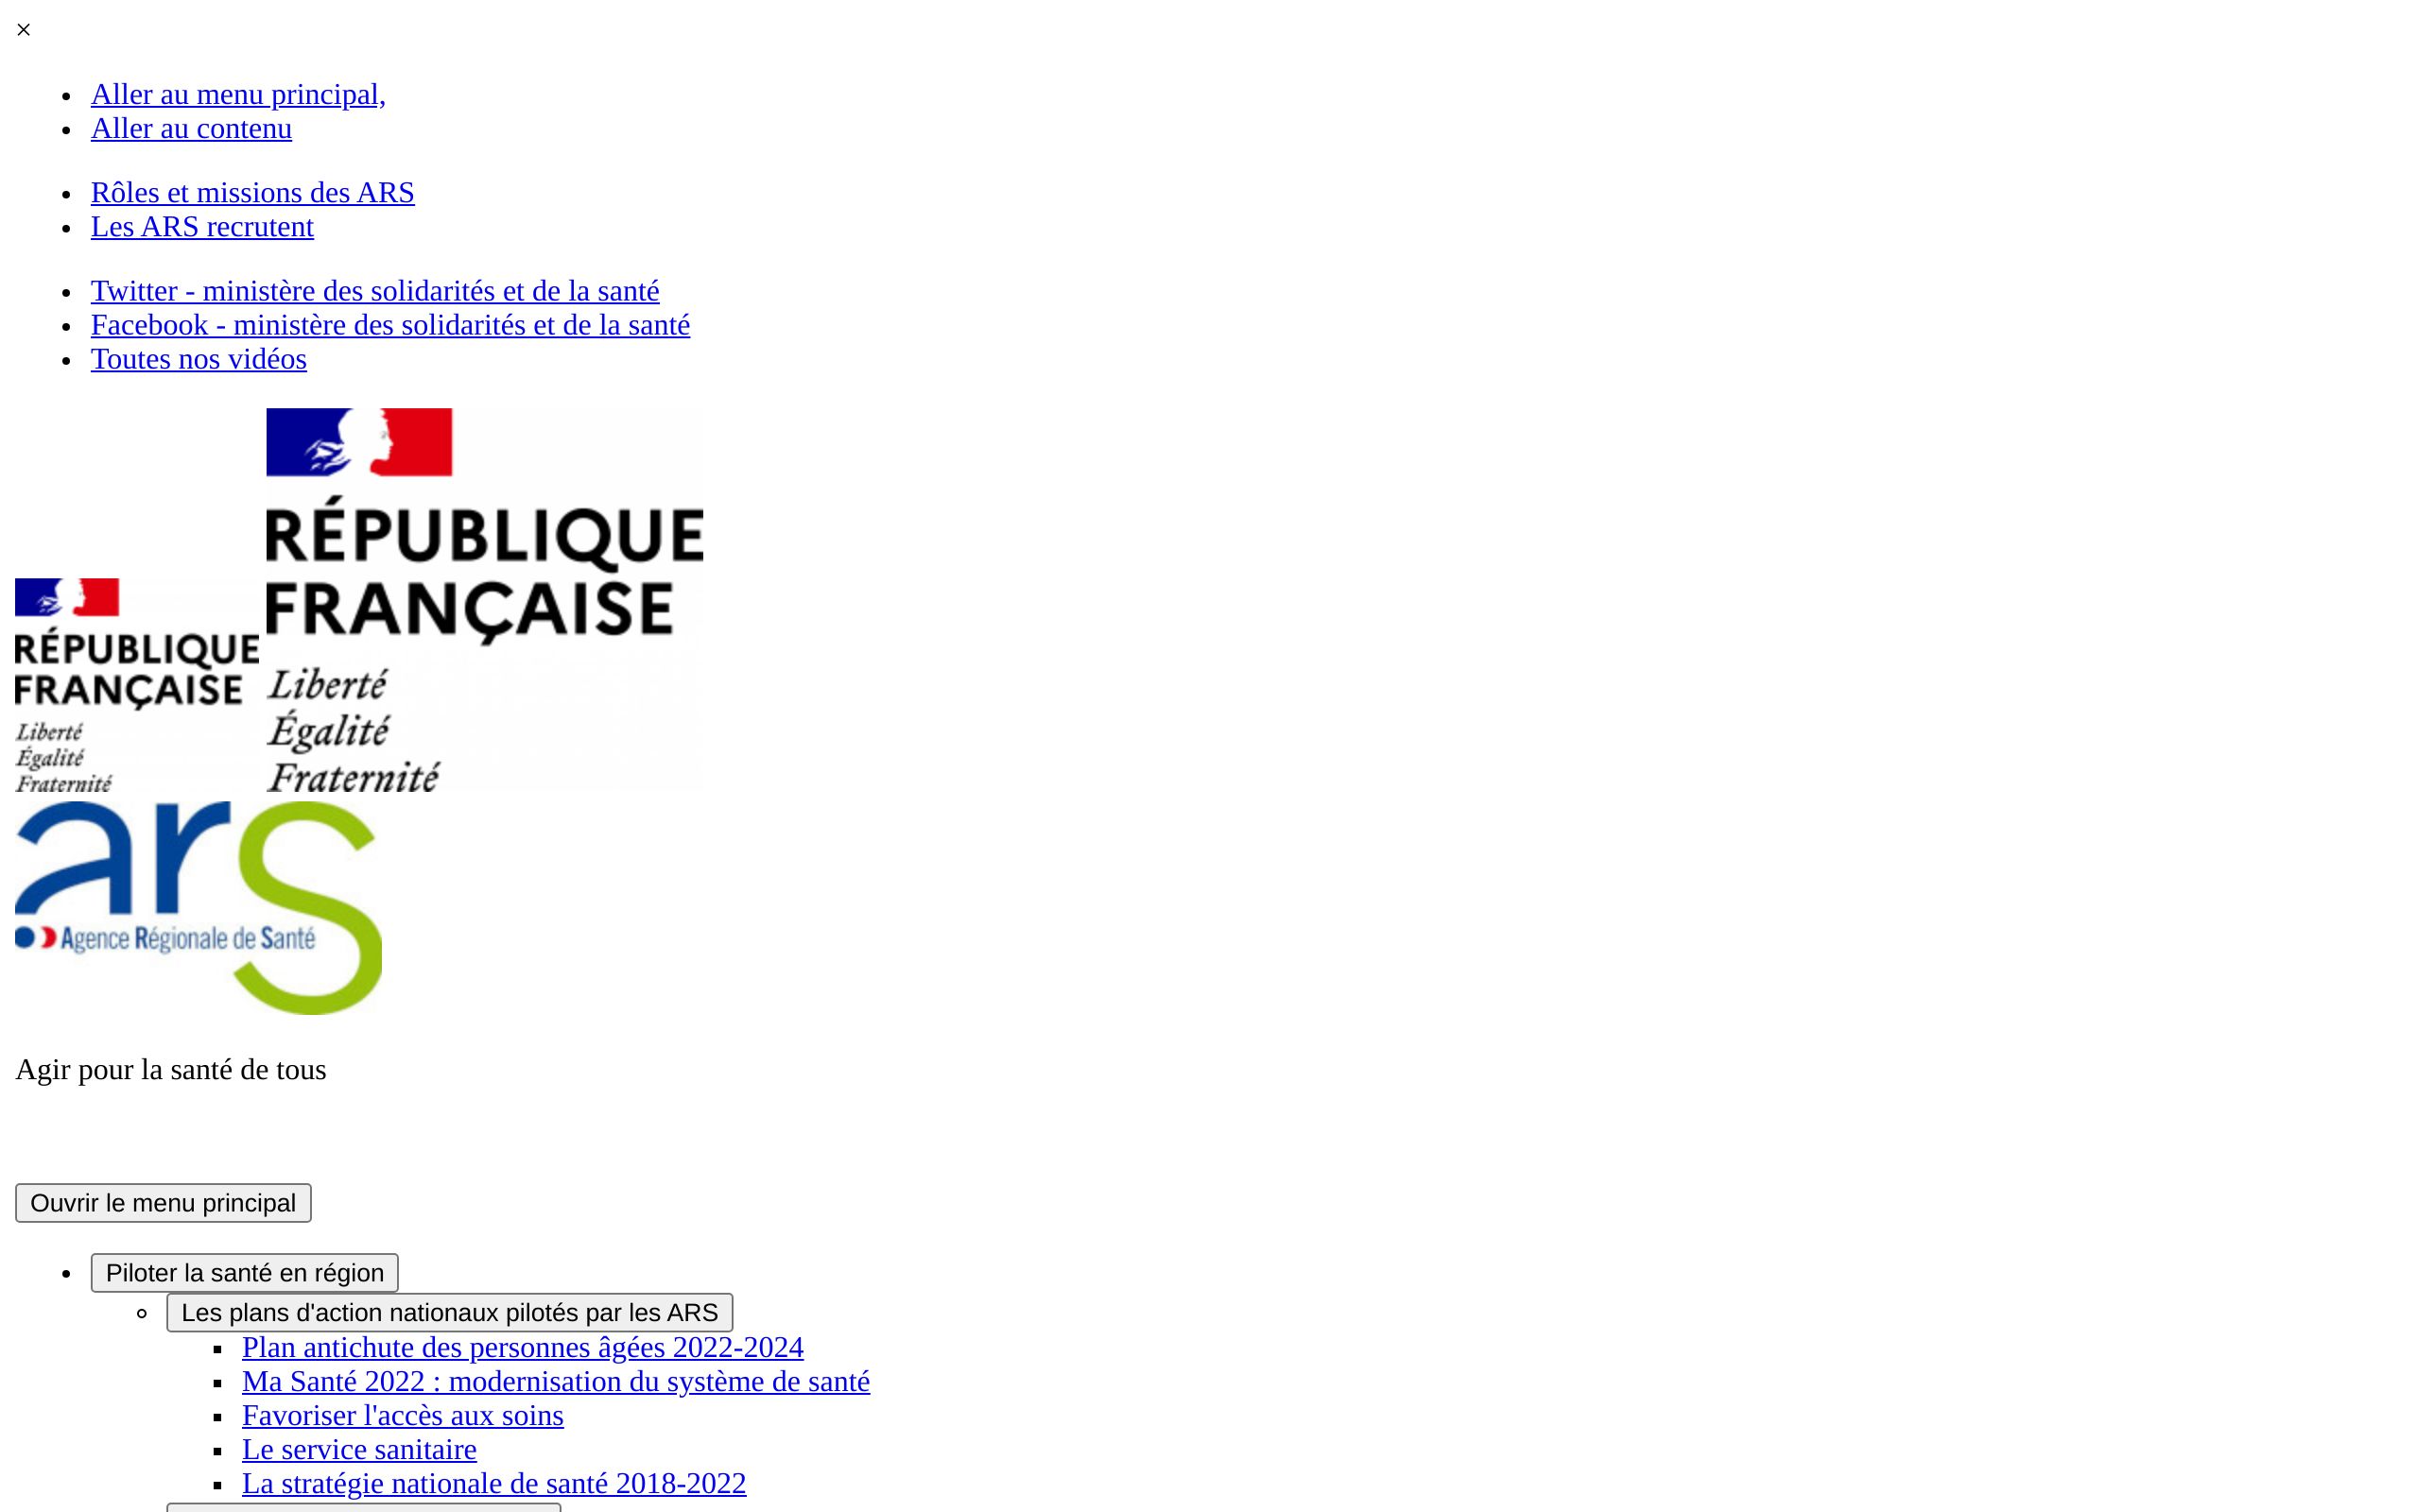 ×
Aller au menu principal,
Aller au contenu
Rôles et missions des ARS
Les ARS recrutent
Twitter - ministère des solidarités et de la santé
Facebook - ministère des solidarités et de la santé
Toutes nos vidéos
RÉPUBLIQUE
FRANÇAISE
Liberté
Égalité
Fraternité
RÉPUBLIQUE
FRANÇAISE
Liberté
Égalité
Fraternité
ars
Agence Régionale de Santé
Agir pour la santé de tous
Ouvrir le menu principal
Piloter la santé en région
Les plans d'action nationaux pilotés par les ARS
Plan antichute des personnes âgées 2022-2024
Ma Santé 2022 : modernisation du système de santé
Favoriser l'accès aux soins
Le service sanitaire
La stratégie nationale de santé 2018-2022